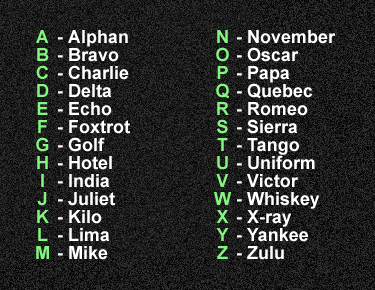 A - Alphan
B - Bravo
C - Charlie
D - Delta
E - Echo
F - Foxtrot
G - Golf
H - Hotel
I - India
J - Juliet
K - Kilo
L - Lima
M - Mike
N - November
O - Oscar
P - Papa
Q - Quebec
R - Romeo
S - Sierra
T - Tango
U - Uniform
V - Victor
W - Whiskey
X - X-ray
Y - Yankee
Z - Zulu